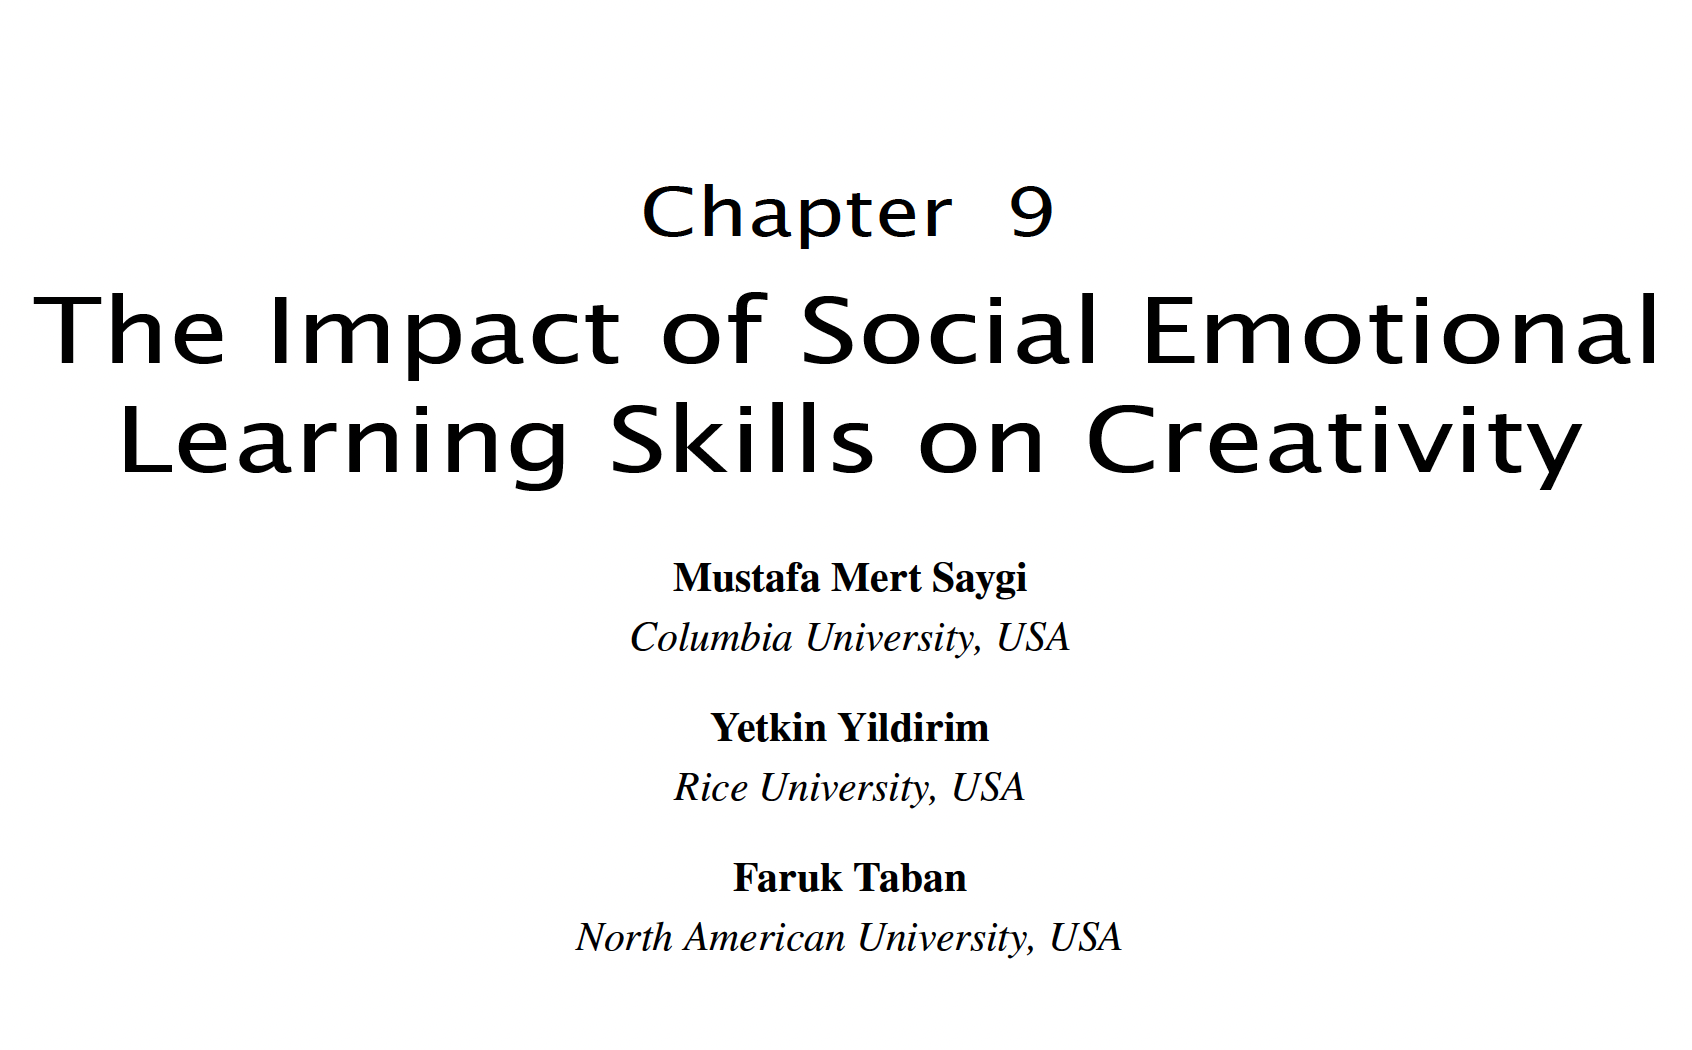 Chapter 9
The Impact of Social Emotional
Learning Skills on Creativity
Mustafa Mert Saygi
Columbia University, USA
Yetkin Yildirim
Rice University, USA
Faruk Taban
North American University, USA